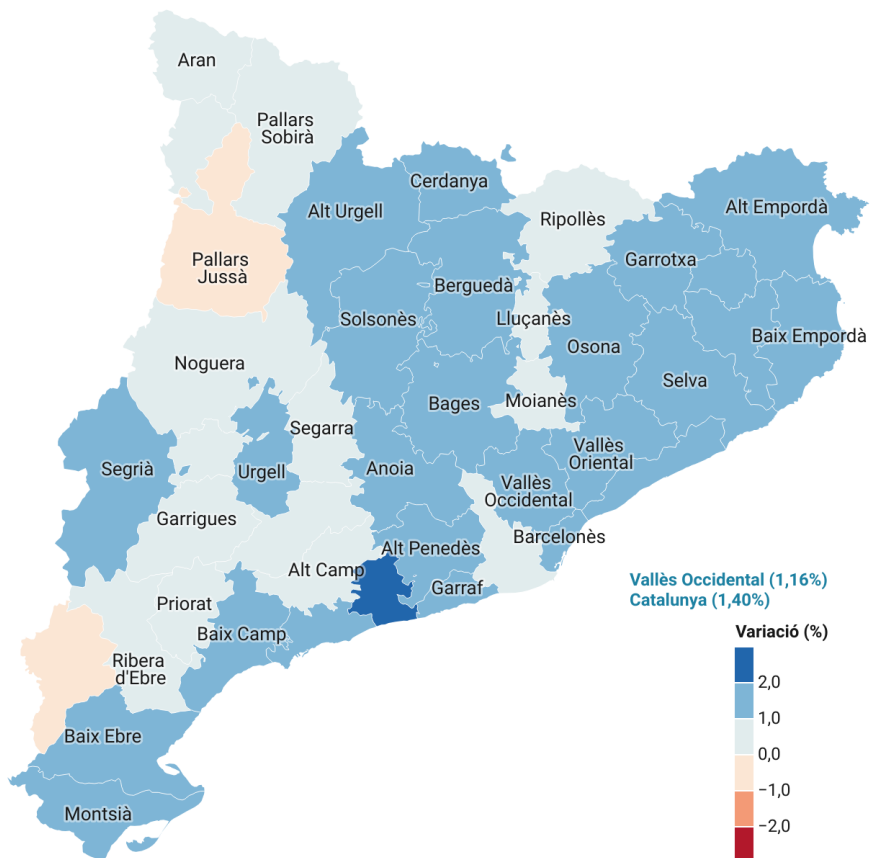 Aran
Pallars
Sobirà
Cerdanya
Alt Urgell
Alt Empordà
Ripollès
Garrotxa
Pallars
Jussà
Berguedà
Solsonès
Lluçanès
Osona
Baix Empordà
Noguera
Selva
Bages
Moianès
Segarra
Vallès
Oriental
Segrià
Urgell
Anoia
Vallès
Occidental
Garrigues
Barcelonès
Alt Penedès
Alt Camp
Garraf
Priorat
Baix Camp
Ribera
d'Ebre
Baix Ebre
Montsià
Vallès Occidental (1,16%)
Catalunya (1,40%)
Variació (%)
2,0
1,0
0,0
−1,0
−2,0